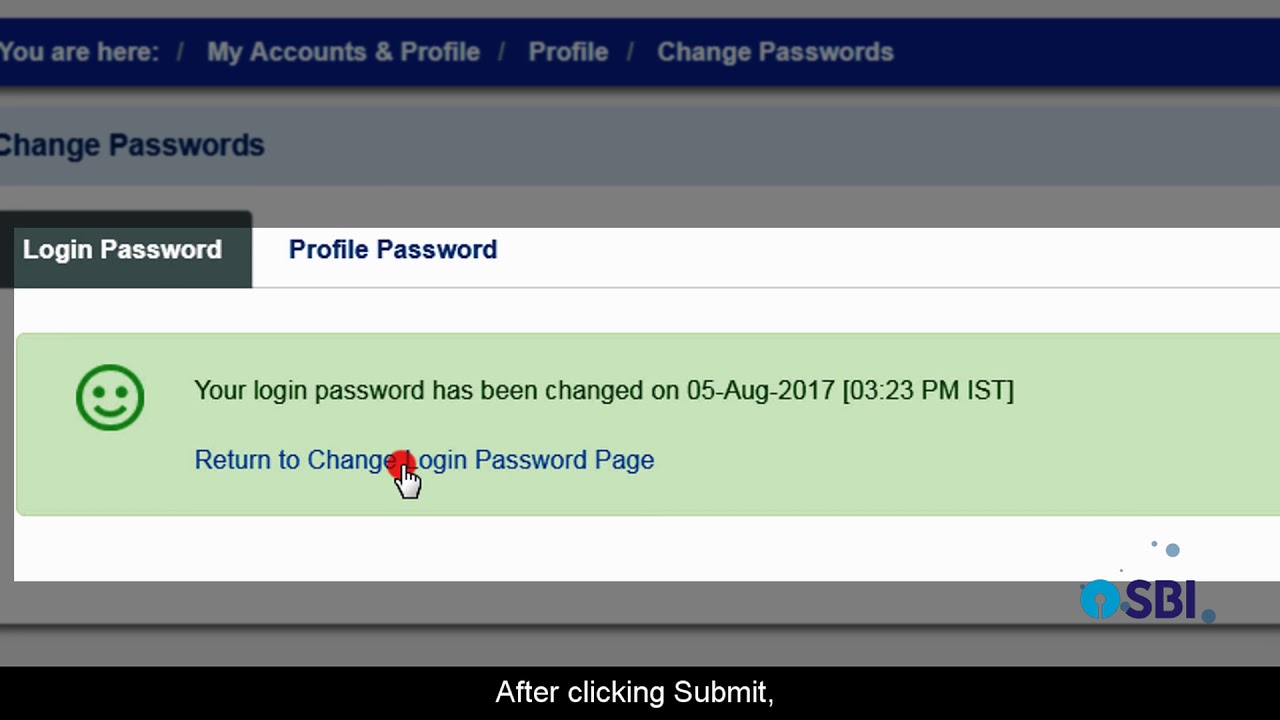 You are here: / My Accounts & Profile / Profile / Change Passwords
Change Passwords
Login Password Profile Password
Your login password has been changed on 05-Aug-2017 [03:23 PM IST]
Return to Change Login Password Page
SBI
After clicking Submit,